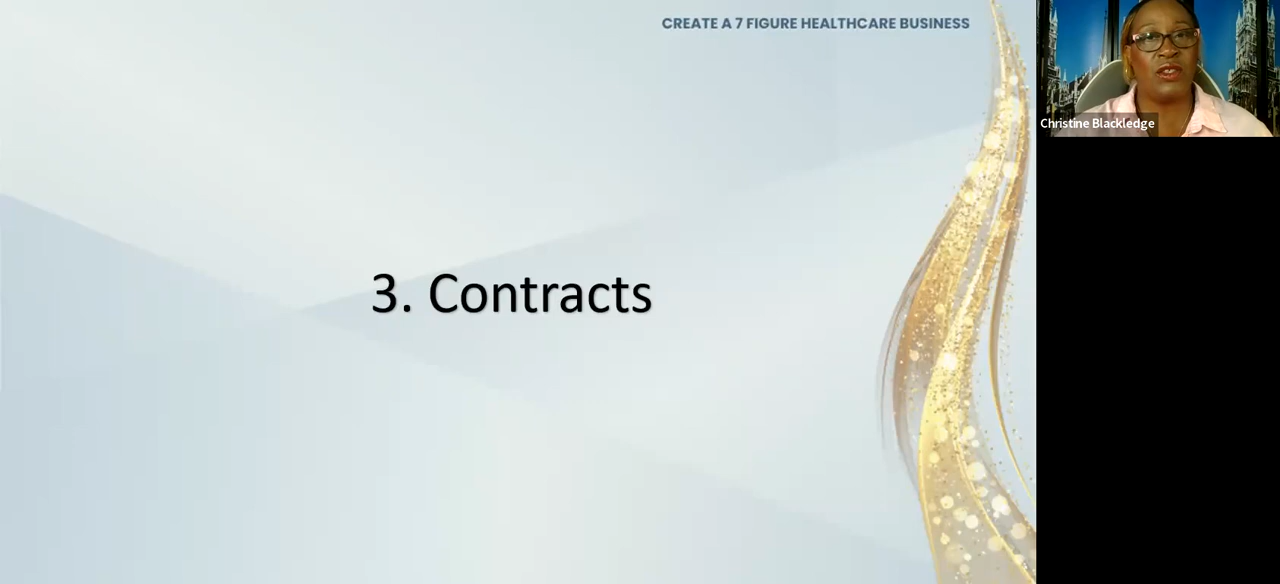 CREATE A 7 FIGURE HEALTHCARE BUSINESS
Christine Blackledge
3. Contracts